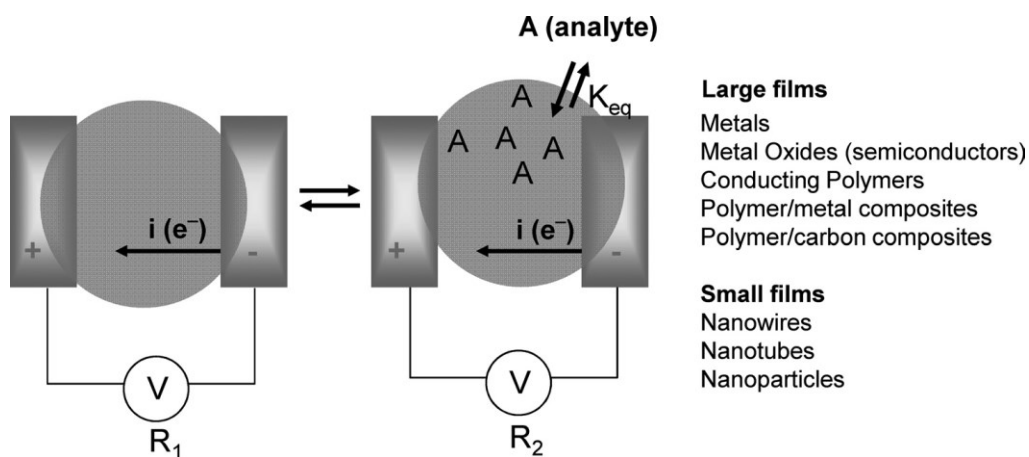 A (analyte)
K_eq
A
A
A
A
A
i (e⁻)
+
-
V
R₁
i (e⁻)
+
-
V
R₂
Large films
Metals
Metal Oxides (semiconductors)
Conducting Polymers
Polymer/metal composites
Polymer/carbon composites
Small films
Nanowires
Nanotubes
Nanoparticles